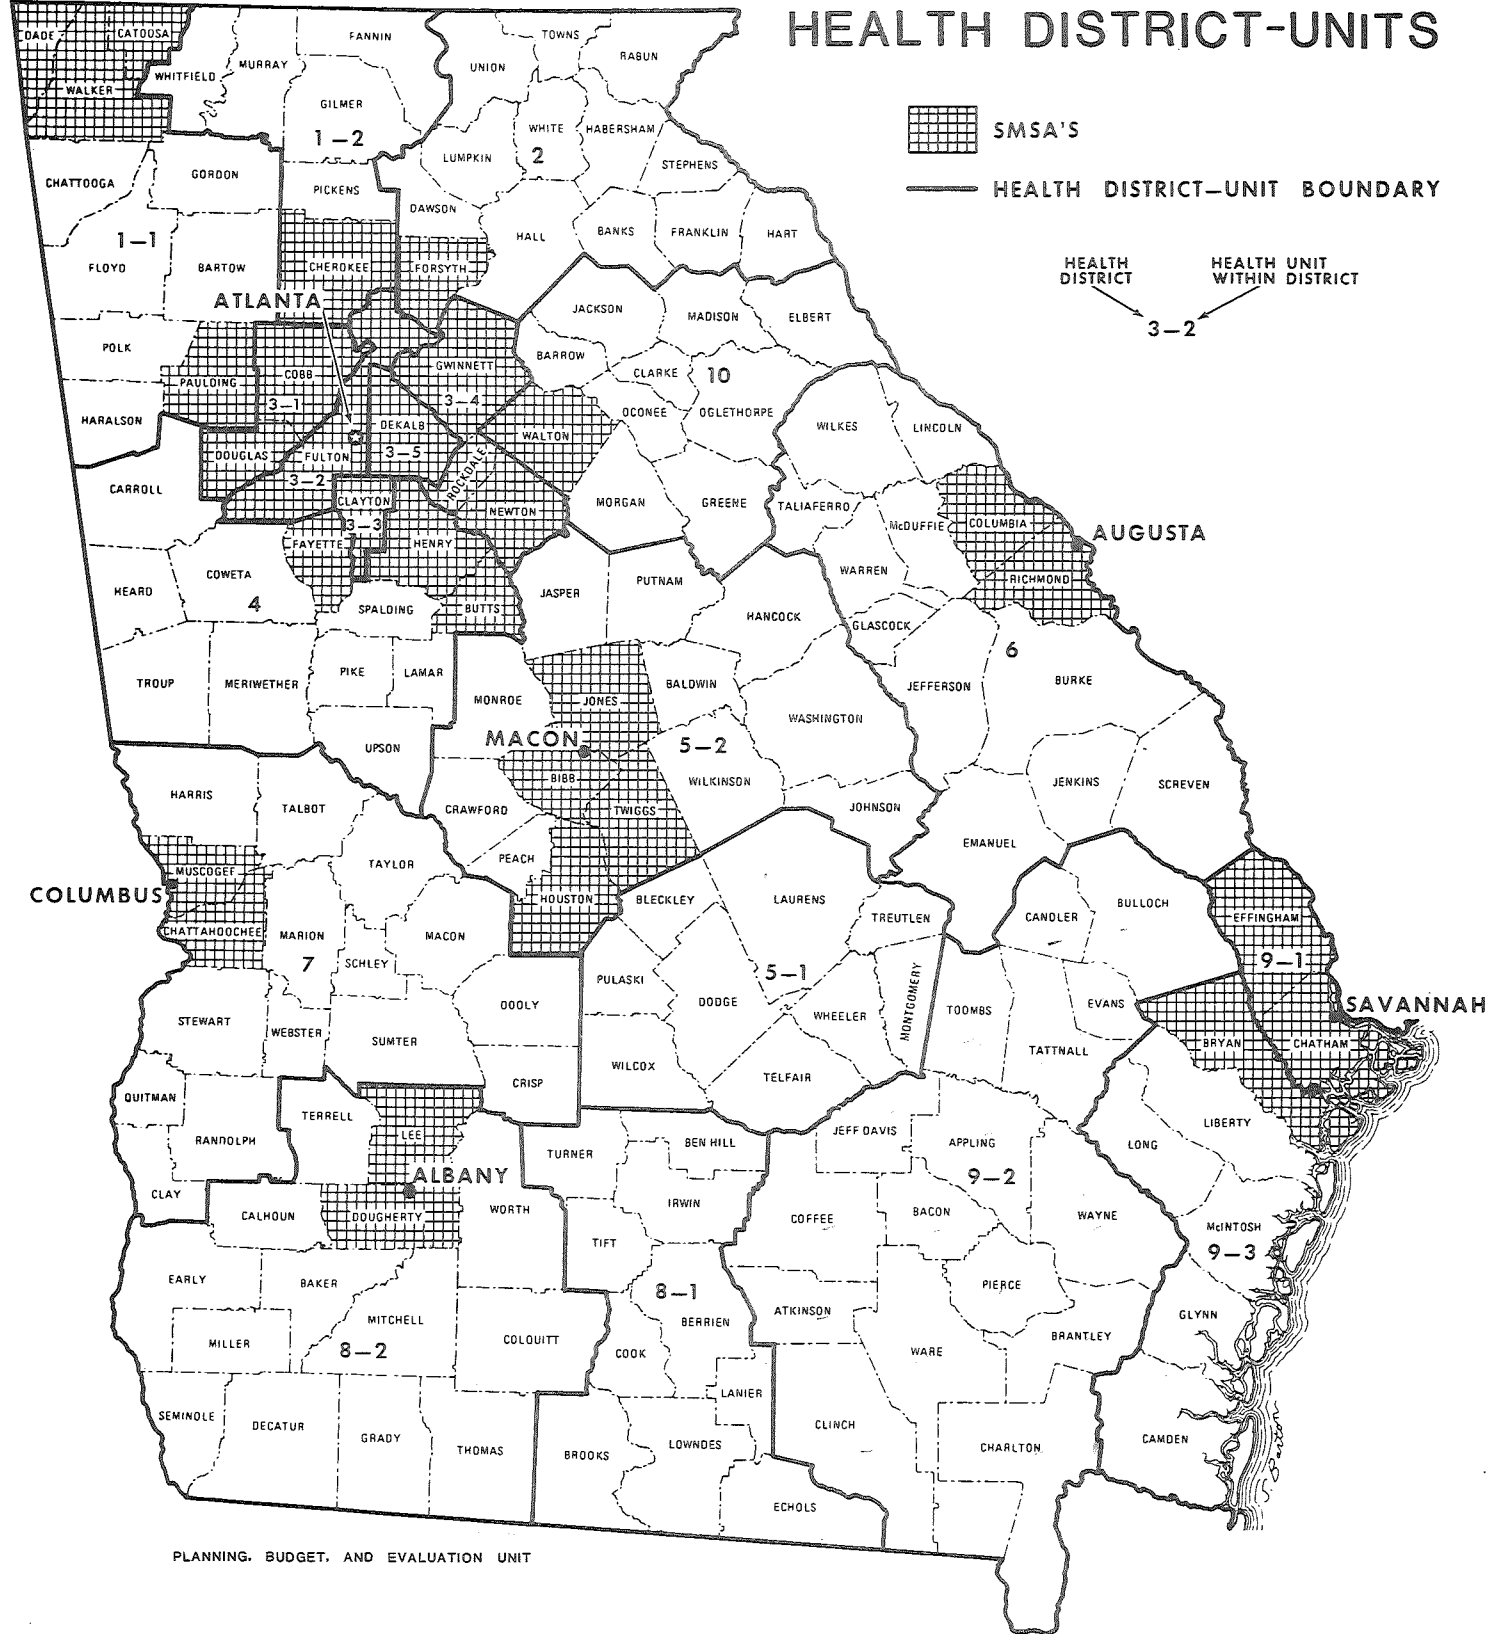 HEALTH DISTRICT-UNITS
SMSA'S
HEALTH DISTRICT–UNIT BOUNDARY
HEALTH DISTRICT
HEALTH UNIT WITHIN DISTRICT
3–2
DADE
CATOOSA
WALKER
WHITFIELD
MURRAY
FANNIN
GILMER
1–2
UNION
TOWNS
RABUN
WHITE
HABERSHAM
2
LUMPKIN
STEPHENS
CHATTOOGA
GORDON
PICKENS
DAWSON
HALL
BANKS
FRANKLIN
HART
1–1
FLOYD
BARTOW
CHEROKEE
FORSYTH
ATLANTA
JACKSON
MADISON
ELBERT
POLK
PAULDING
COBB
3–1
GWINNETT
3–4
BARROW
CLARKE
10
OCONEE
OGLETHORPE
HARALSON
DOUGLAS
FULTON
3–2
DEKALB
3–5
ROCKDALE
WALTON
WILKES
LINCOLN
CARROLL
CLAYTON
3–3
NEWTON
MORGAN
GREENE
TALIAFERRO
McDUFFIE
COLUMBIA
AUGUSTA
FAYETTE
HENRY
WARREN
RICHMOND
HEARD
COWETA
4
SPALDING
BUTTS
JASPER
PUTNAM
HANCOCK
GLASCOCK
6
TROUP
MERIWETHER
PIKE
LAMAR
MONROE
JONES
BALDWIN
JEFFERSON
BURKE
WASHINGTON
UPSON
MACON
BIBB
5–2
WILKINSON
JENKINS
SCREVEN
HARRIS
TALBOT
CRAWFORD
TWIGGS
JOHNSON
EMANUEL
MUSCOGEE
TAYLOR
PEACH
COLUMBUS
HOUSTON
BLECKLEY
LAURENS
TREUTLEN
CANDLER
BULLOCH
EFFINGHAM
9–1
CHATTAHOOCHEE
MARION
7
SCHLEY
MACON
PULASKI
DODGE
5–1
WHEELER
MONTGOMERY
TOOMBS
EVANS
SAVANNAH
STEWART
WEBSTER
SUMTER
DOOLY
TATTNALL
BRYAN
CHATHAM
WILCOX
TELFAIR
CRISP
QUITMAN
TERRELL
LEE
RANDOLPH
TURNER
BEN HILL
JEFF DAVIS
APPLING
9–2
LONG
LIBERTY
CLAY
ALBANY
CALHOUN
DOUGHERTY
WORTH
IRWIN
TIFT
COFFEE
BACON
WAYNE
McINTOSH
9–3
EARLY
BAKER
MITCHELL
8–1
BERRIEN
PIERCE
ATKINSON
GLYNN
MILLER
8–2
COLQUITT
COOK
WARE
BRANTLEY
SEMINOLE
DECATUR
GRADY
THOMAS
BROOKS
LANIER
LOWNDES
CLINCH
CHARLTON
CAMDEN
ECHOLS
Barton
PLANNING, BUDGET, AND EVALUATION UNIT